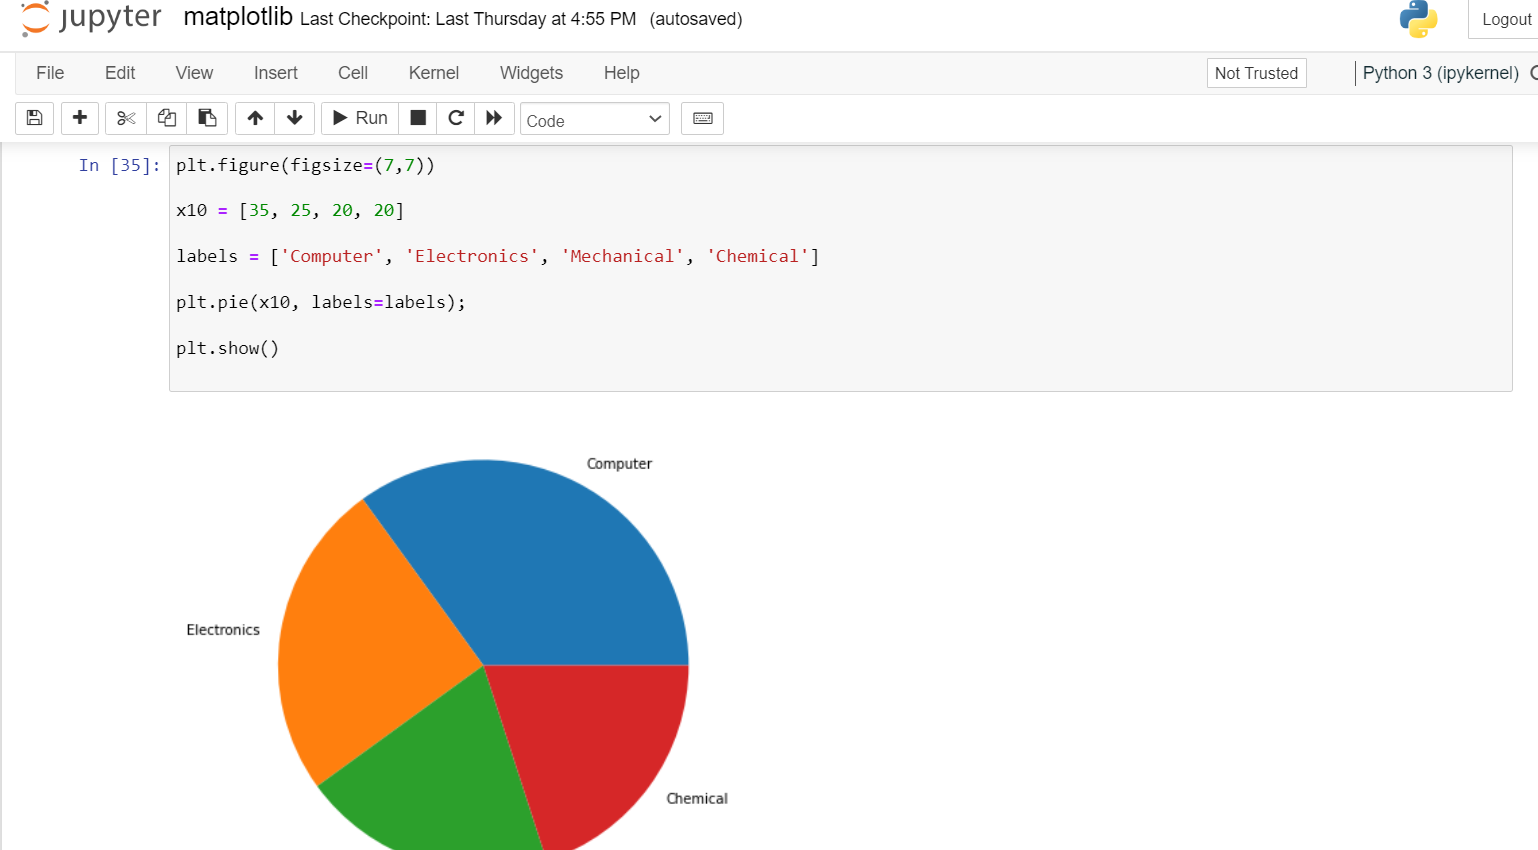 jupyter matplotlib Last Checkpoint: Last Thursday at 4:55 PM (autosaved)
Logout
File Edit View Insert Cell Kernel Widgets Help Not Trusted Python 3 (ipykernel)
Run Code
In [35]: plt.figure(figsize=(7,7))
x10 = [35, 25, 20, 20]
labels = ['Computer', 'Electronics', 'Mechanical', 'Chemical']
plt.pie(x10, labels=labels);
plt.show()
Computer
Electronics
Chemical